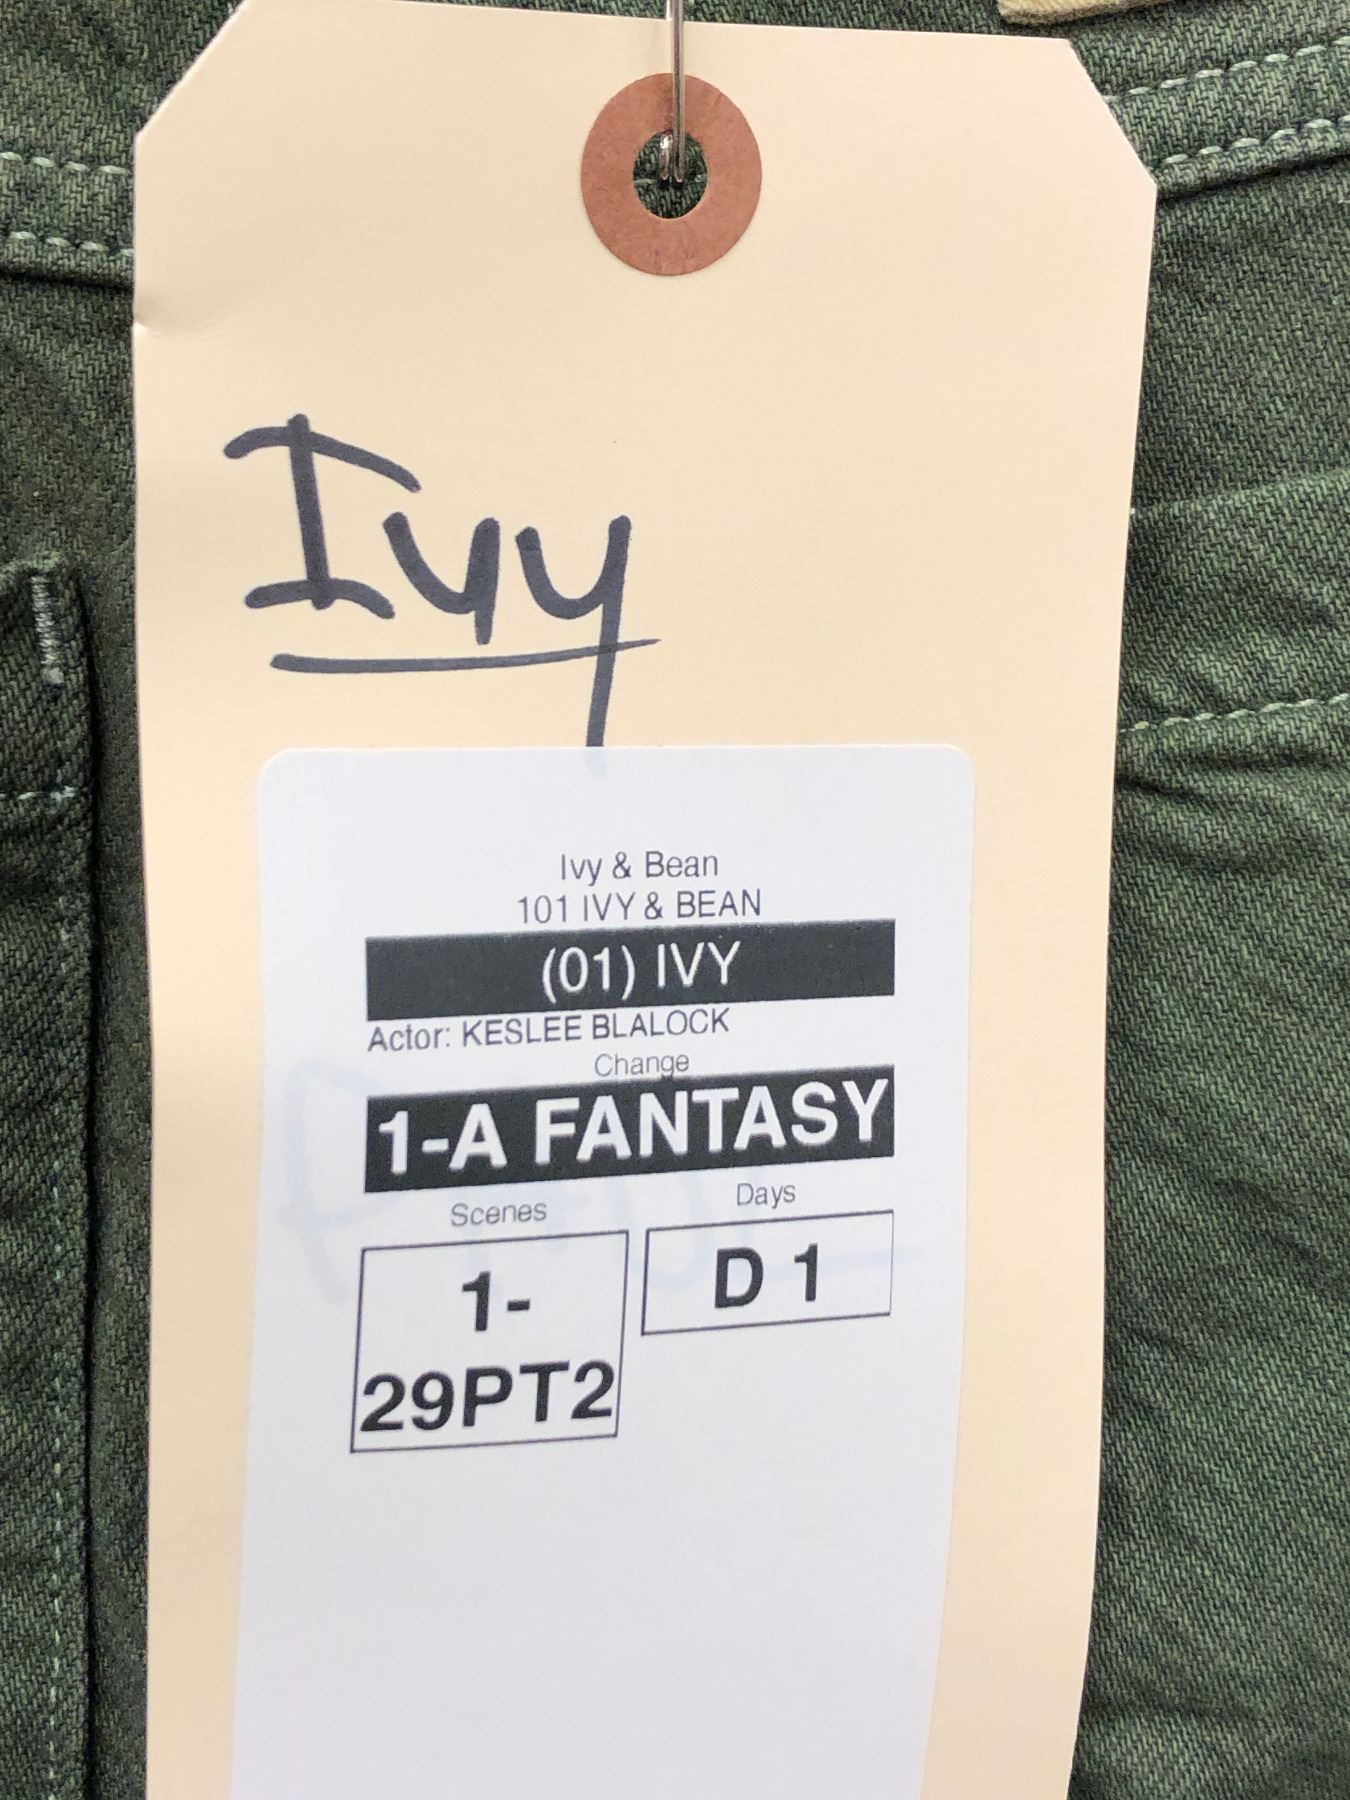 Ivy
Ivy & Bean
101 IVY & BEAN
(01) IVY
Actor: KESLEE BLALOCK
Change
1-A FANTASY
Scenes
Days
1-
29PT2
D 1